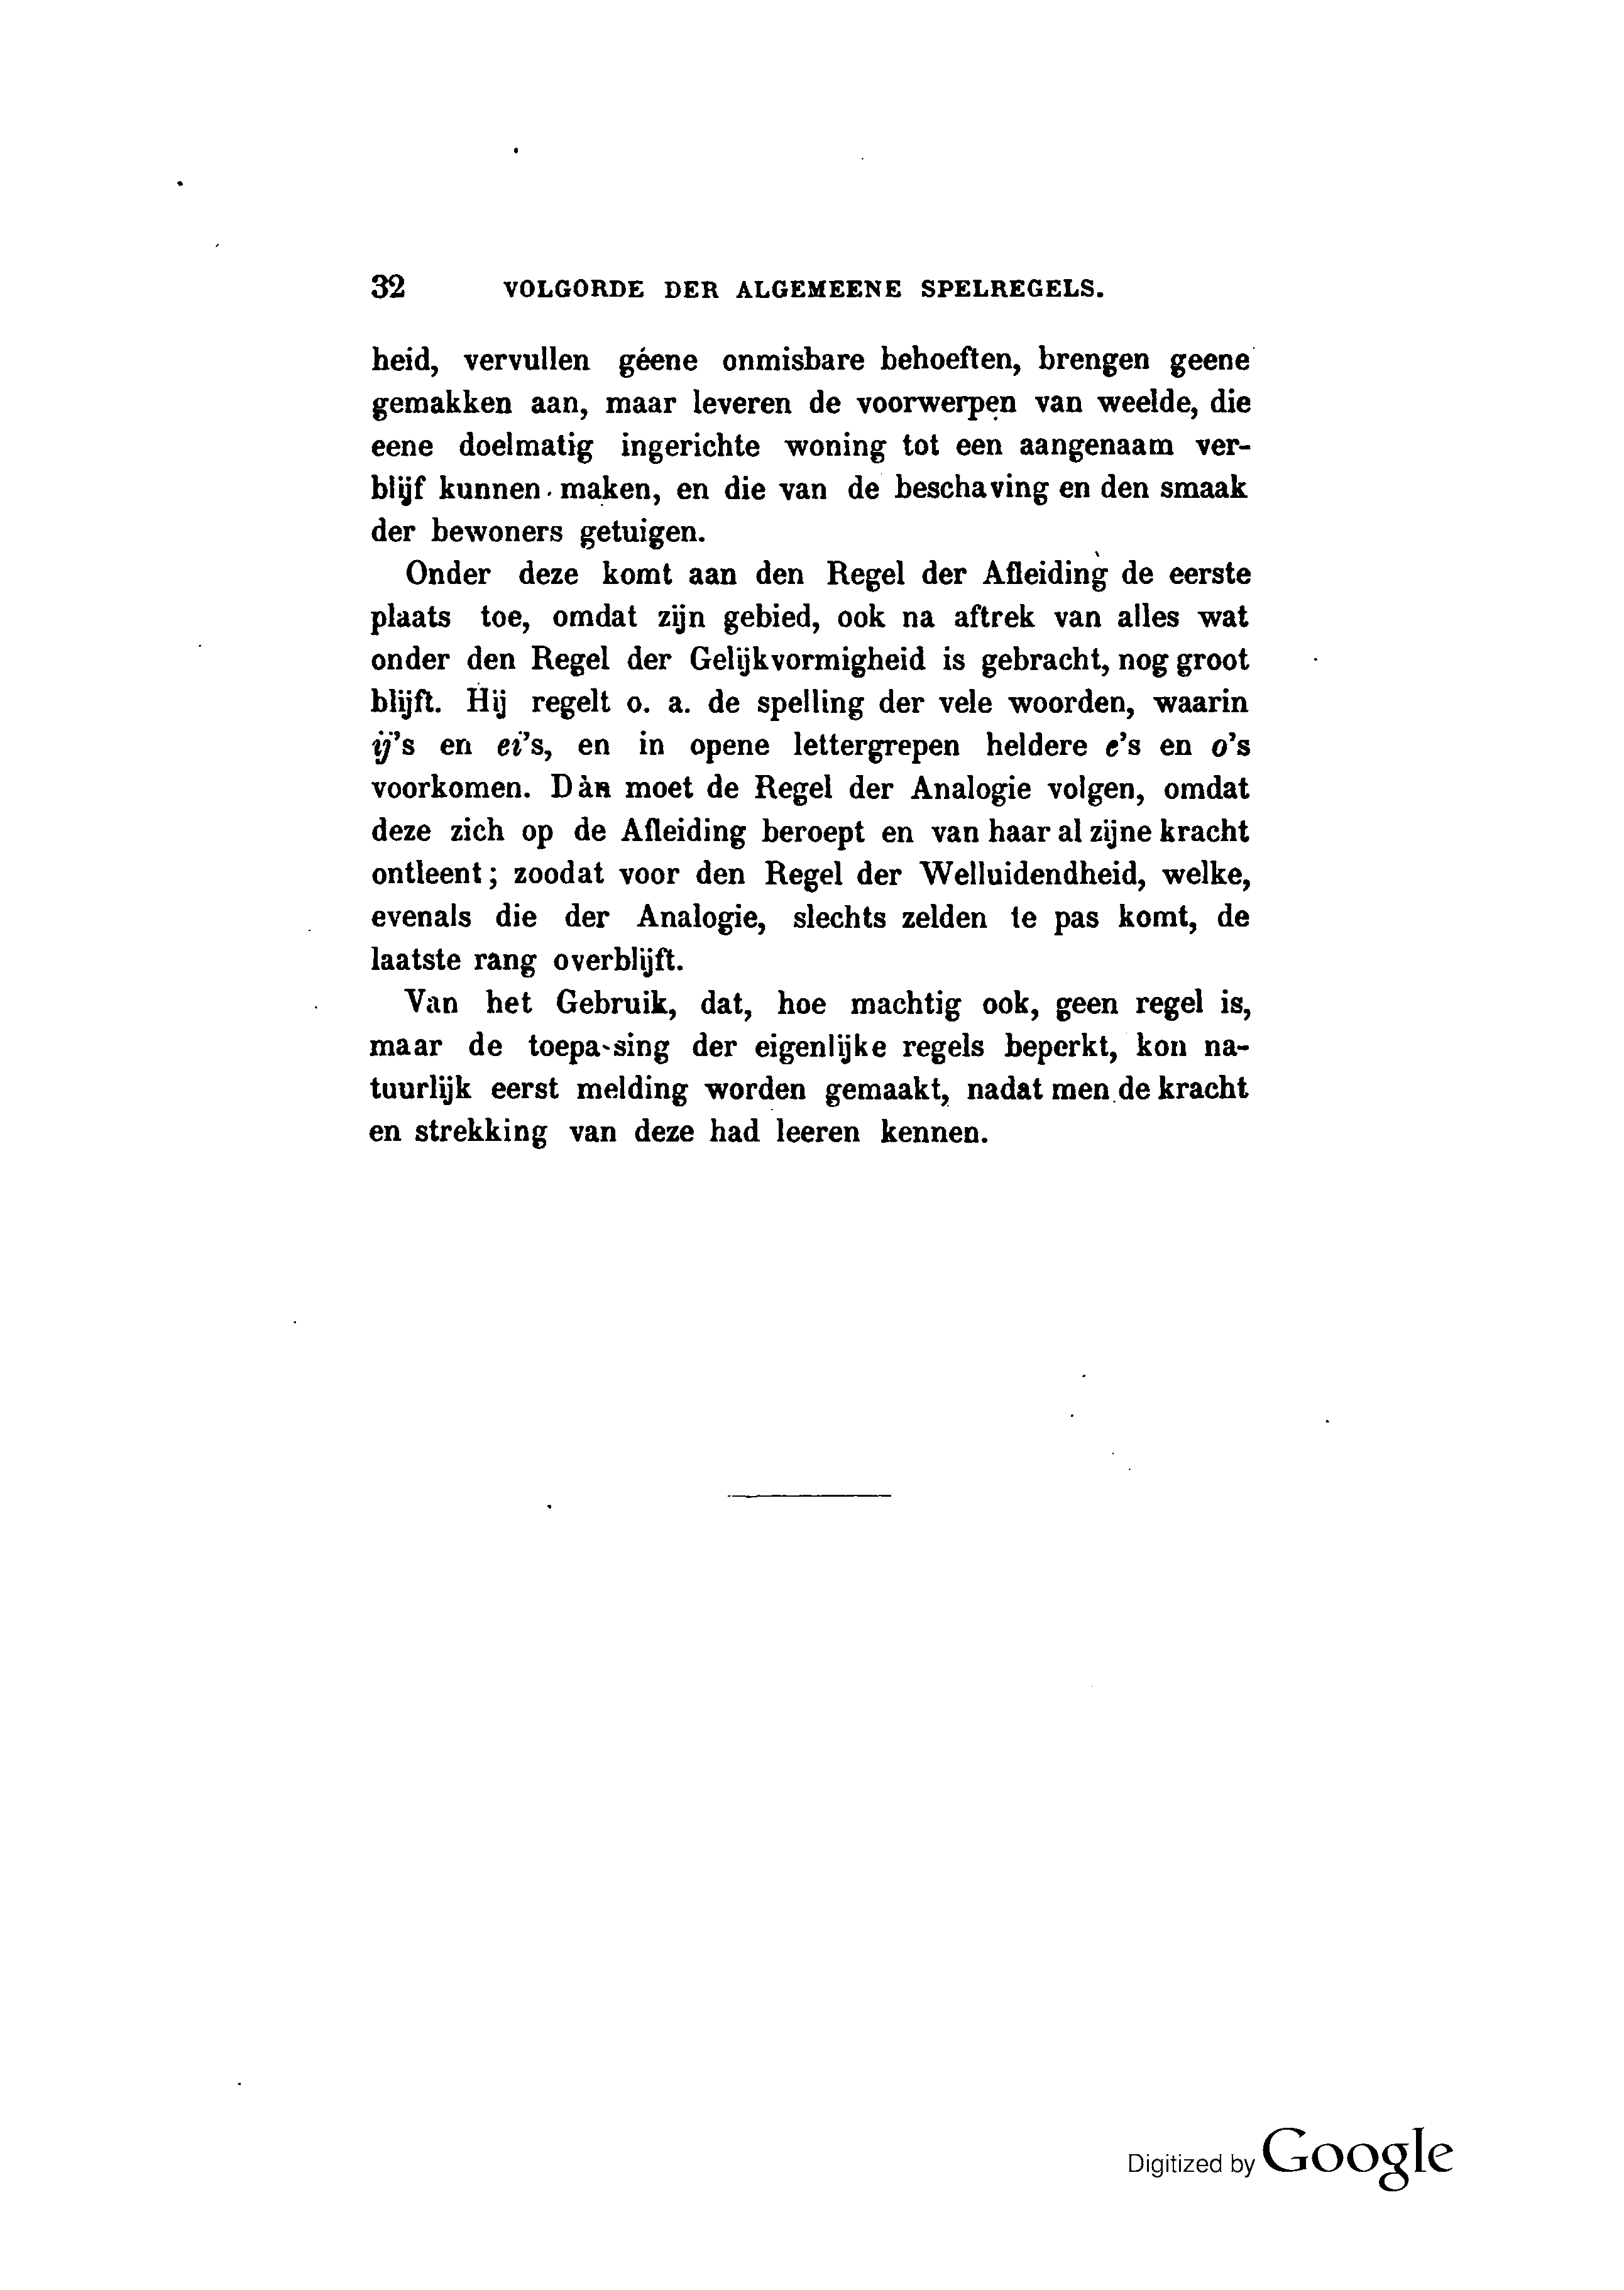 32 VOLGORDE DER ALGEMEENE SPELREGELS.
heid, vervullen geene onmisbare behoeften, brengen geene
gemakken aan, maar leveren de voorwerpen van weelde, die
eene doelmatig ingerichte woning tot een aangenaam ver-
blijf kunnen maken, en die van de beschaving en den smaak
der bewoners getuigen.
Onder deze komt aan den Regel der Afleiding de eerste
plaats toe, omdat zijn gebied, ook na aftrek van alles wat
onder den Regel der Gelijkvormigheid is gebracht, nog groot
blijft. Hij regelt o. a. de spelling der vele woorden, waarin
ij's en ei's, en in opene lettergrepen heldere e's en o's
voorkomen. Dàn moet de Regel der Analogie volgen, omdat
deze zich op de Afleiding beroept en van haar al zijne kracht
ontleent; zoodat voor den Regel der Welluidendheid, welke,
evenals die der Analogie, slechts zelden te pas komt, de
laatste rang overblijft.
Van het Gebruik, dat, hoe machtig ook, geen regel is,
maar de toepassing der eigenlijke regels beperkt, kon na-
tuurlijk eerst melding worden gemaakt, nadat men de kracht
en strekking van deze had leeren kennen.
Digitized by Google